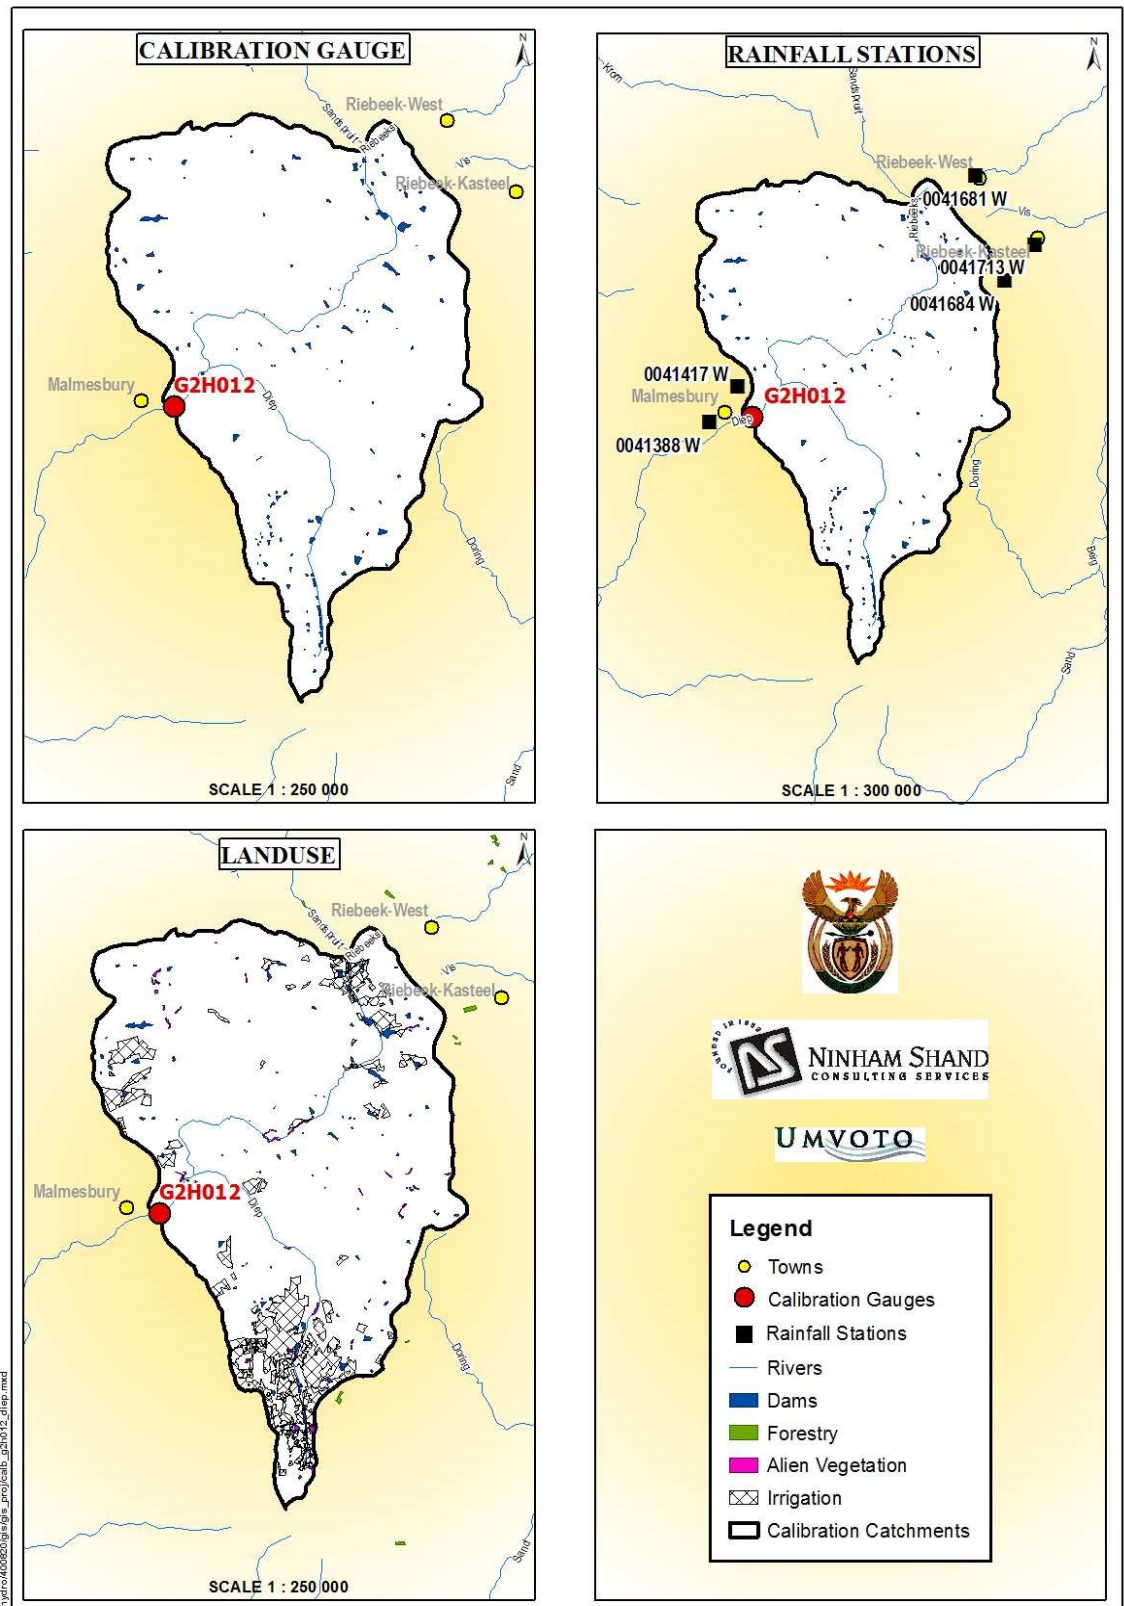 CALIBRATION GAUGE
N
Riebeek-West
Sandspruit
Riebeeks
Vis
Riebeek-Kasteel
Malmesbury
G2H012
Diep
Doring
Sand
SCALE 1 : 250 000
RAINFALL STATIONS
N
Krom
Sandspruit
Riebeek-West
0041681 W
Riebeeks
Vis
Riebeek-Kasteel
0041713 W
0041684 W
0041417 W
Malmesbury
G2H012
Diep
0041388 W
Doring
Berg
Sand
SCALE 1 : 300 000
LANDUSE
N
Riebeek-West
Sandspruit
Riebeeks
Vis
Riebeek-Kasteel
Malmesbury
G2H012
Diep
Doring
Sand
SCALE 1 : 250 000
FOUNDED IN 1932
NINHAM SHAND
CONSULTING SERVICES
UMVOTO
Legend
Towns
Calibration Gauges
Rainfall Stations
Rivers
Dams
Forestry
Alien Vegetation
Irrigation
Calibration Catchments